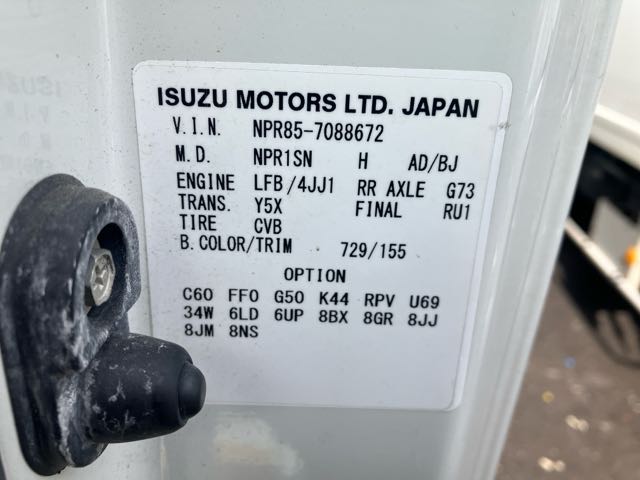 ISUZU MOTORS LTD. JAPAN
V.I.N. NPR85-7088672
M.D. NPR1SN H AD/BJ
ENGINE LFB/4JJ1 RR AXLE G73
TRANS. Y5X FINAL RU1
TIRE CVB
B.COLOR/TRIM 729/155
OPTION
C60 FF0 G50 K44 RPV U69
34W 6LD 6UP 8BX 8GR 8JJ
8JM 8NS